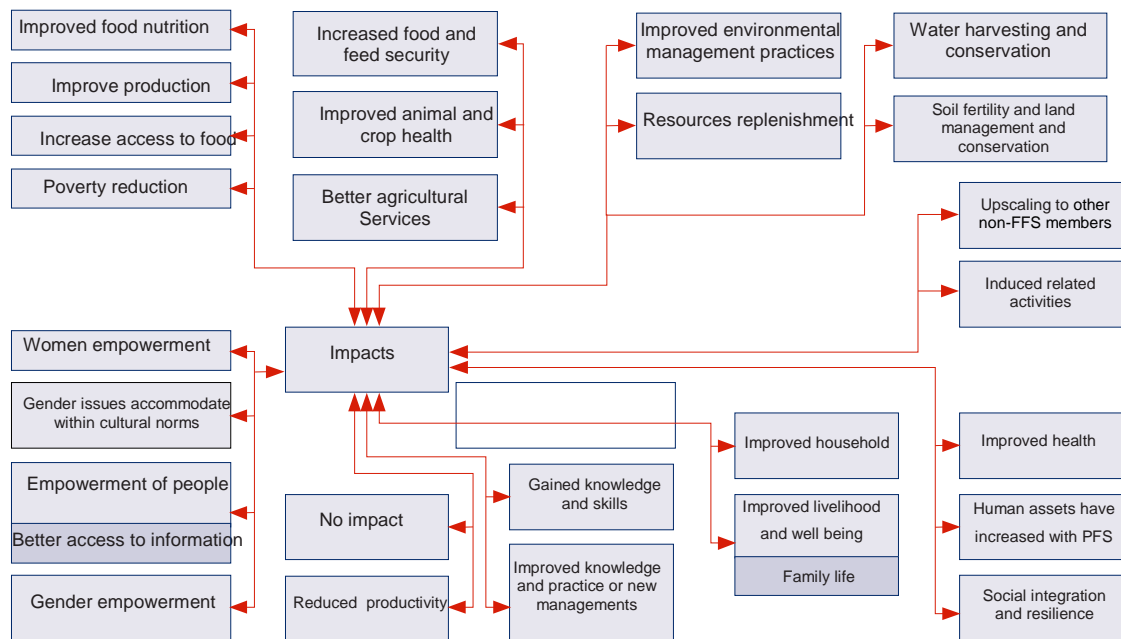 Improved food nutrition
Improve production
Increase access to food
Poverty reduction
Increased food and
feed security
Improved animal and
crop health
Better agricultural
Services
Improved environmental
management practices
Resources replenishment
Water harvesting and
conservation
Soil fertility and land
management and
conservation
Upscaling to other
non-FFS members
Induced related
activities
Impacts
Women empowerment
Gender issues accommodate
within cultural norms
Empowerment of people
Better access to information
Gender empowerment
No impact
Reduced productivity
Gained knowledge
and skills
Improved knowledge
and practice or new
managements
Improved household
Improved livelihood
and well being
Family life
Improved health
Human assets have
increased with PFS
Social integration
and resilience